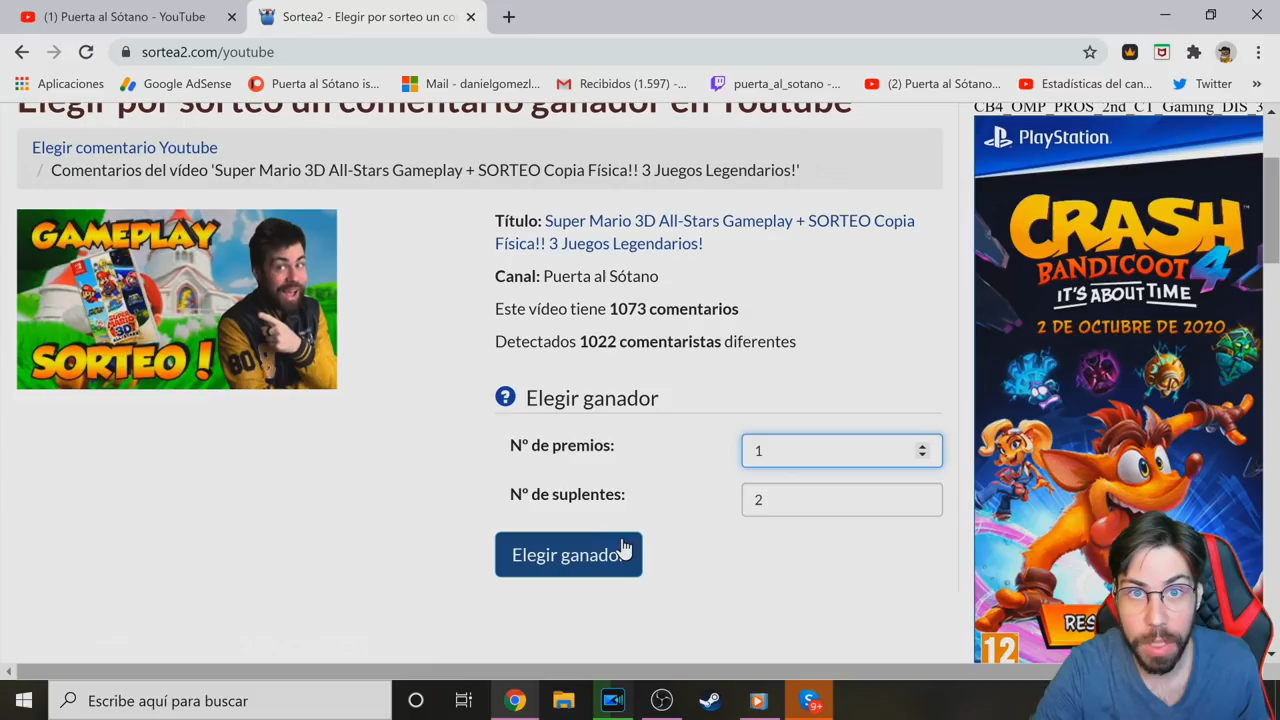 (1) Puerta al Sótano - YouTube
Sortea2 - Elegir por sorteo un co
sortea2.com/youtube
Aplicaciones
Google AdSense
Puerta al Sótano is...
Mail - danielgomezl...
Recibidos (1.597) -...
puerta_al_sotano -...
(2) Puerta al Sótano...
Estadísticas del can...
Twitter
»
Elegir por sorteo un comentario ganador en Youtube
Elegir comentario Youtube
/ Comentarios del vídeo 'Super Mario 3D All-Stars Gameplay + SORTEO Copia Física!! 3 Juegos Legendarios!'
GAMEPLAY
SORTEO!
Título: Super Mario 3D All-Stars Gameplay + SORTEO Copia
Física!! 3 Juegos Legendarios!
Canal: Puerta al Sótano
Este vídeo tiene 1073 comentarios
Detectados 1022 comentaristas diferentes
? Elegir ganador
Nº de premios:
1
Nº de suplentes:
2
Elegir ganador
CB4_OMP_PROS_2nd_CT_Gaming_DIS_3
PlayStation
CRASH
BANDICOOT 4
IT'S ABOUT TIME
2 DE OCTUBRE DE 2020
RES
12
Escribe aquí para buscar
9+